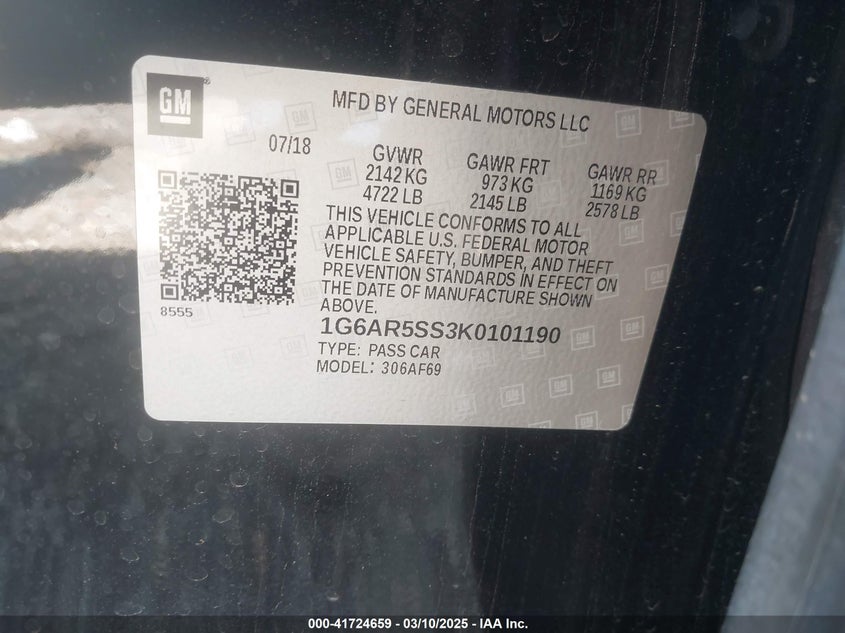 GM
MFD BY GENERAL MOTORS LLC
07/18
GVWR
2142 KG
4722 LB
GAWR FRT
973 KG
2145 LB
GAWR RR
1169 KG
2578 LB
THIS VEHICLE CONFORMS TO ALL
APPLICABLE U.S. FEDERAL MOTOR
VEHICLE SAFETY, BUMPER, AND THEFT
PREVENTION STANDARDS IN EFFECT ON
THE DATE OF MANUFACTURE SHOWN
ABOVE.
8555
1G6AR5SS3K0101190
TYPE: PASS CAR
MODEL: 306AF69
000-41724659 - 03/10/2025 - IAA Inc.